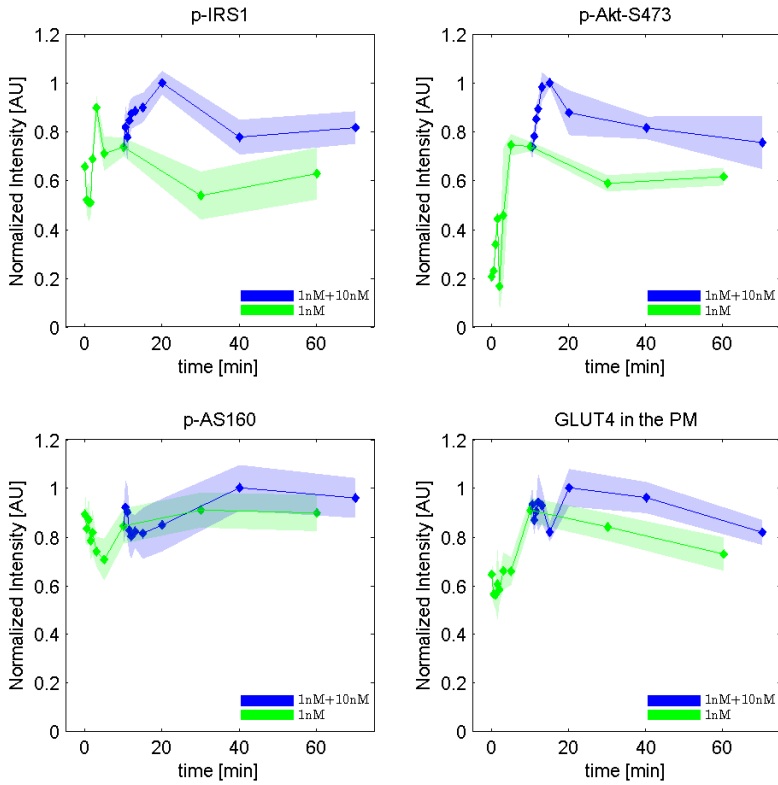 p-IRS1
1.2
1
0.8
0.6
0.4
0.2
0
Normalized Intensity [AU]
1nM+10nM
1nM
0 20 40 60
time [min]
p-Akt-S473
1.2
1
0.8
0.6
0.4
0.2
0
Normalized Intensity [AU]
1nM+10nM
1nM
0 20 40 60
time [min]
p-AS160
1.2
1
0.8
0.6
0.4
0.2
0
Normalized Intensity [AU]
1nM+10nM
1nM
0 20 40 60
time [min]
GLUT4 in the PM
1.2
1
0.8
0.6
0.4
0.2
0
Normalized Intensity [AU]
1nM+10nM
1nM
0 20 40 60
time [min]